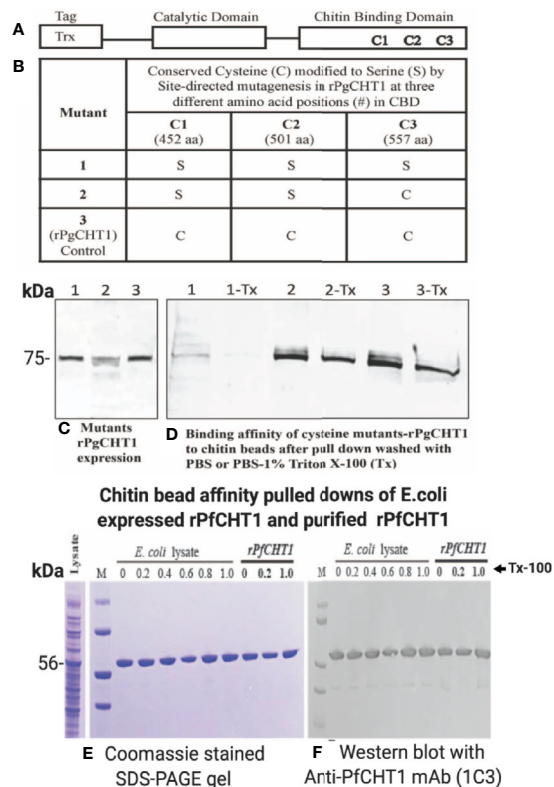 Tag
Catalytic Domain
Chitin Binding Domain
A
Trx
C1 C2 C3
B
Mutant
Conserved Cysteine (C) modified to Serine (S) by
Site-directed mutagenesis in rPgCHT1 at three
different amino acid positions (#) in CBD
C1
(452 aa)
C2
(501 aa)
C3
(557 aa)
1
S
S
S
2
S
S
C
3
(rPgCHT1)
Control
C
C
C
kDa
1 2 3
1 1-Tx 2 2-Tx 3 3-Tx
75-
C Mutants
rPgCHT1
expression
D Binding affinity of cysteine mutants-rPgCHT1
to chitin beads after pull down washed with
PBS or PBS-1% Triton X-100 (Tx)
Chitin bead affinity pulled downs of E.coli
expressed rPfCHT1 and purified rPfCHT1
Lysate
E. coli lysate
rPfCHT1
E. coli lysate
rPfCHT1
kDa
M 0 0.2 0.4 0.6 0.8 1.0 0 0.2 1.0
M 0 0.2 0.4 0.6 0.8 1.0 0 0.2 1.0
Tx-100
56-
E Coomassie stained
SDS-PAGE gel
F Western blot with
Anti-PfCHT1 mAb (1C3)